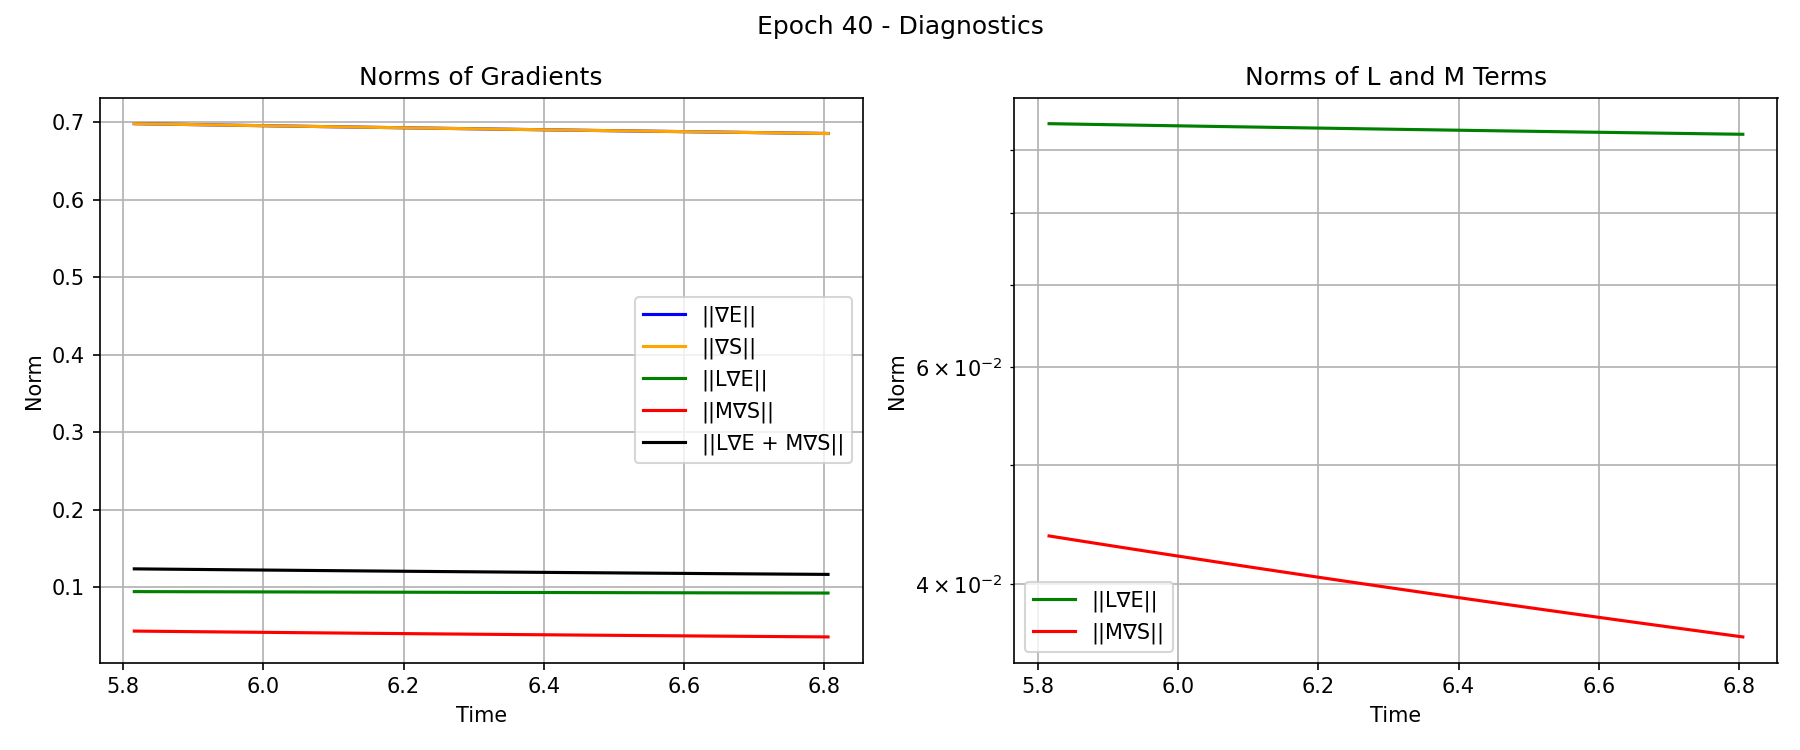 Epoch 40 - Diagnostics
Norms of Gradients
0.7
0.6
0.5
0.4
0.3
0.2
0.1
Norm
5.8
6.0
6.2
6.4
6.6
6.8
Time
||∇E||
||∇S||
||L∇E||
||M∇S||
||L∇E + M∇S||
Norms of L and M Terms
6 × 10⁻²
4 × 10⁻²
Norm
5.8
6.0
6.2
6.4
6.6
6.8
Time
||L∇E||
||M∇S||